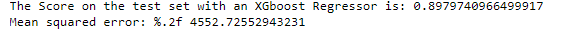 The Score on the test set with an XGboost Regressor is: 0.8979740966499917
Mean squared error: %.2f 4552.72552943231